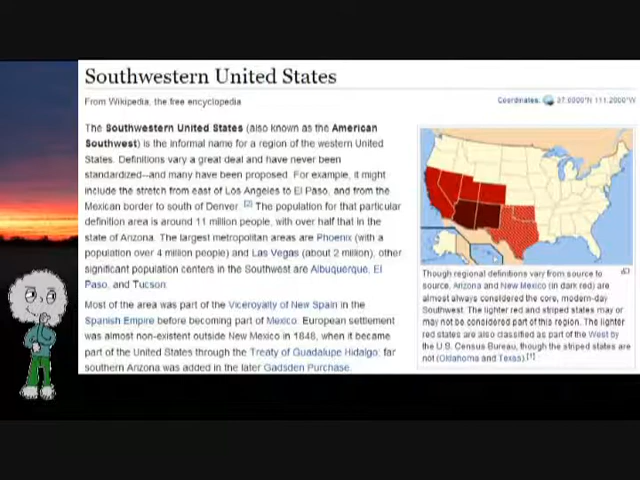 Southwestern United States
From Wikipedia, the free encyclopedia
Coordinates: 37.0000°N 111.2000°W
The Southwestern United States (also known as the American
Southwest) is the informal name for a region of the western United
States. Definitions vary a great deal and have never been
standardized—and many have been proposed. For example, it might
include the stretch from east of Los Angeles to El Paso, and from the
Mexican border to south of Denver. [2] The population for that particular
definition area is around 11 million people, with over half that in the
state of Arizona. The largest metropolitan areas are Phoenix (with a
population over 4 million people) and Las Vegas (about 2 million); other
significant population centers in the Southwest are Albuquerque, El
Paso, and Tucson.
Most of the area was part of the Viceroyalty of New Spain in the
Spanish Empire before becoming part of Mexico. European settlement
was almost non-existent outside New Mexico in 1848, when it became
part of the United States through the Treaty of Guadalupe Hidalgo; far
southern Arizona was added in the later Gadsden Purchase.
Though regional definitions vary from source to
source, Arizona and New Mexico (in dark red) are
almost always considered the core, modern-day
Southwest. The lighter red and striped states may or
may not be considered part of this region. The lighter
red states are also classified as part of the West by
the U.S. Census Bureau, though the striped states are
not (Oklahoma and Texas).[1]